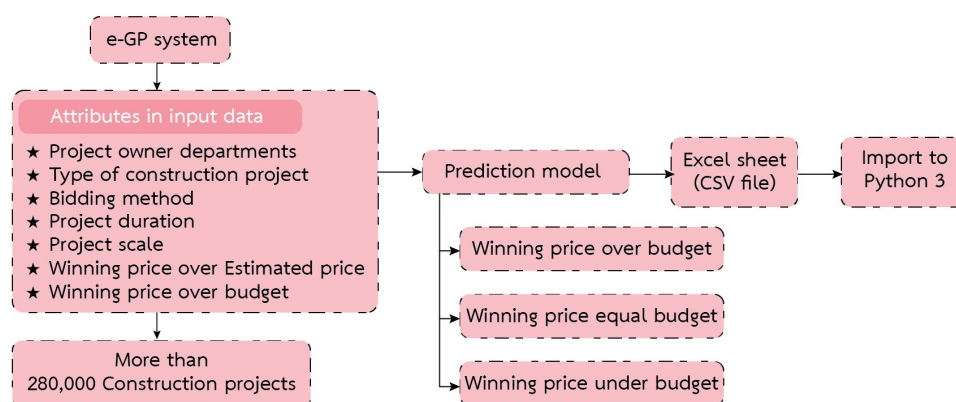 e-GP system
Attributes in input data
★ Project owner departments
★ Type of construction project
★ Bidding method
★ Project duration
★ Project scale
★ Winning price over Estimated price
★ Winning price over budget
More than
280,000 Construction projects
Prediction model
Winning price over budget
Winning price equal budget
Winning price under budget
Excel sheet
(CSV file)
Import to
Python 3